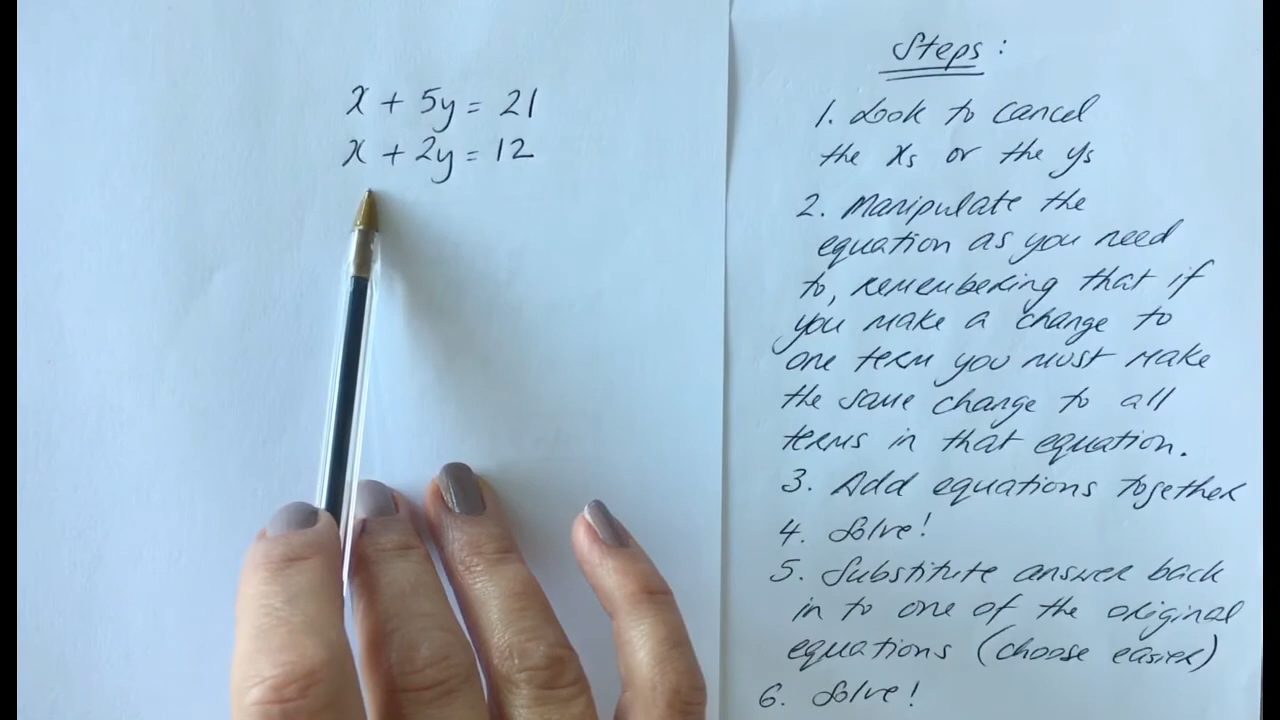 x + 5y = 21
x + 2y = 12
Steps :
1. Look to cancel
the xs or the ys
2. Manipulate the
equation as you need
to, remembering that if
you make a change to
one term you must make
the same change to all
terms in that equation.
3. Add equations together
4. Solve!
5. Substitute answer back
in to one of the original
equations (choose easier)
6. Solve!